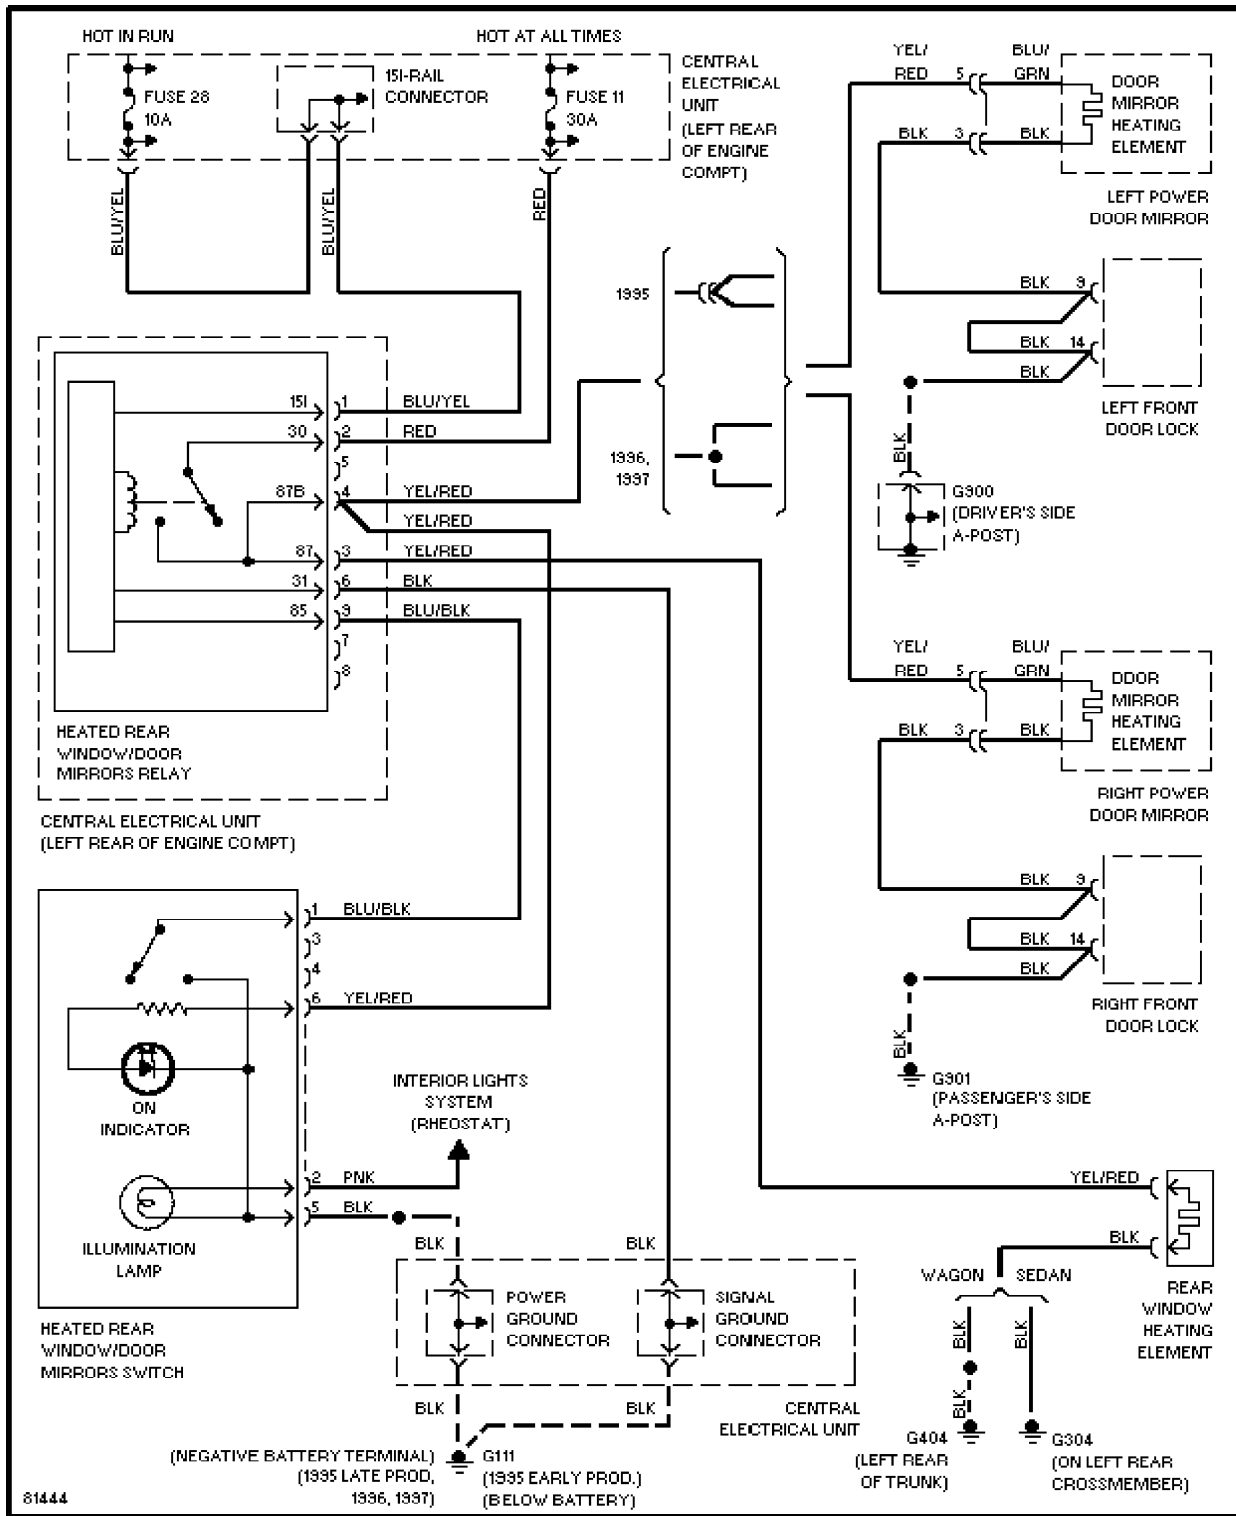 HOT IN RUN
HOT AT ALL TIMES
FUSE 28
10A
15I-RAIL
CONNECTOR
FUSE 11
30A
CENTRAL
ELECTRICAL
UNIT
(LEFT REAR
OF ENGINE
COMPT)
BLU/YEL
BLU/YEL
RED
YEL/
RED
5
BLU/
GRN
BLK
3
BLK
DOOR
MIRROR
HEATING
ELEMENT
LEFT POWER
DOOR MIRROR
1995
1996,
1997
BLK
9
BLK
14
BLK
LEFT FRONT
DOOR LOCK
BLK
G900
(DRIVER'S SIDE
A-POST)
15I
1
BLU/YEL
30
2
RED
5
87B
4
YEL/RED
YEL/RED
87
3
YEL/RED
31
6
BLK
85
9
BLU/BLK
7
8
HEATED REAR
WINDOW/DOOR
MIRRORS RELAY
CENTRAL ELECTRICAL UNIT
(LEFT REAR OF ENGINE COMPT)
YEL/
RED
5
BLU/
GRN
BLK
3
BLK
DDOR
MIRROR
HEATING
ELEMENT
RIGHT POWER
DOOR MIRROR
BLK
9
BLK
14
BLK
RIGHT FRONT
DOOR LOCK
BLK
G901
(PASSENGER'S SIDE
A-POST)
1
BLU/BLK
3
4
6
YEL/RED
ON
INDICATOR
INTERIOR LIGHTS
SYSTEM
(RHEOSTAT)
2
PNK
5
BLK
ILLUMINATION
LAMP
HEATED REAR
WINDOW/DOOR
MIRRORS SWITCH
BLK
BLK
POWER
GROUND
CONNECTOR
SIGNAL
GROUND
CONNECTOR
BLK
BLK
CENTRAL
ELECTRICAL UNIT
(NEGATIVE BATTERY TERMINAL)
(1995 LATE PROD,
1996, 1997)
G111
(1995 EARLY PROD.)
(BELOW BATTERY)
YEL/RED
BLK
WAGON
SEDAN
REAR
WINDOW
HEATING
ELEMENT
BLK
BLK
BLK
G404
(LEFT REAR
OF TRUNK)
G304
(ON LEFT REAR
CROSSMEMBER)
81444